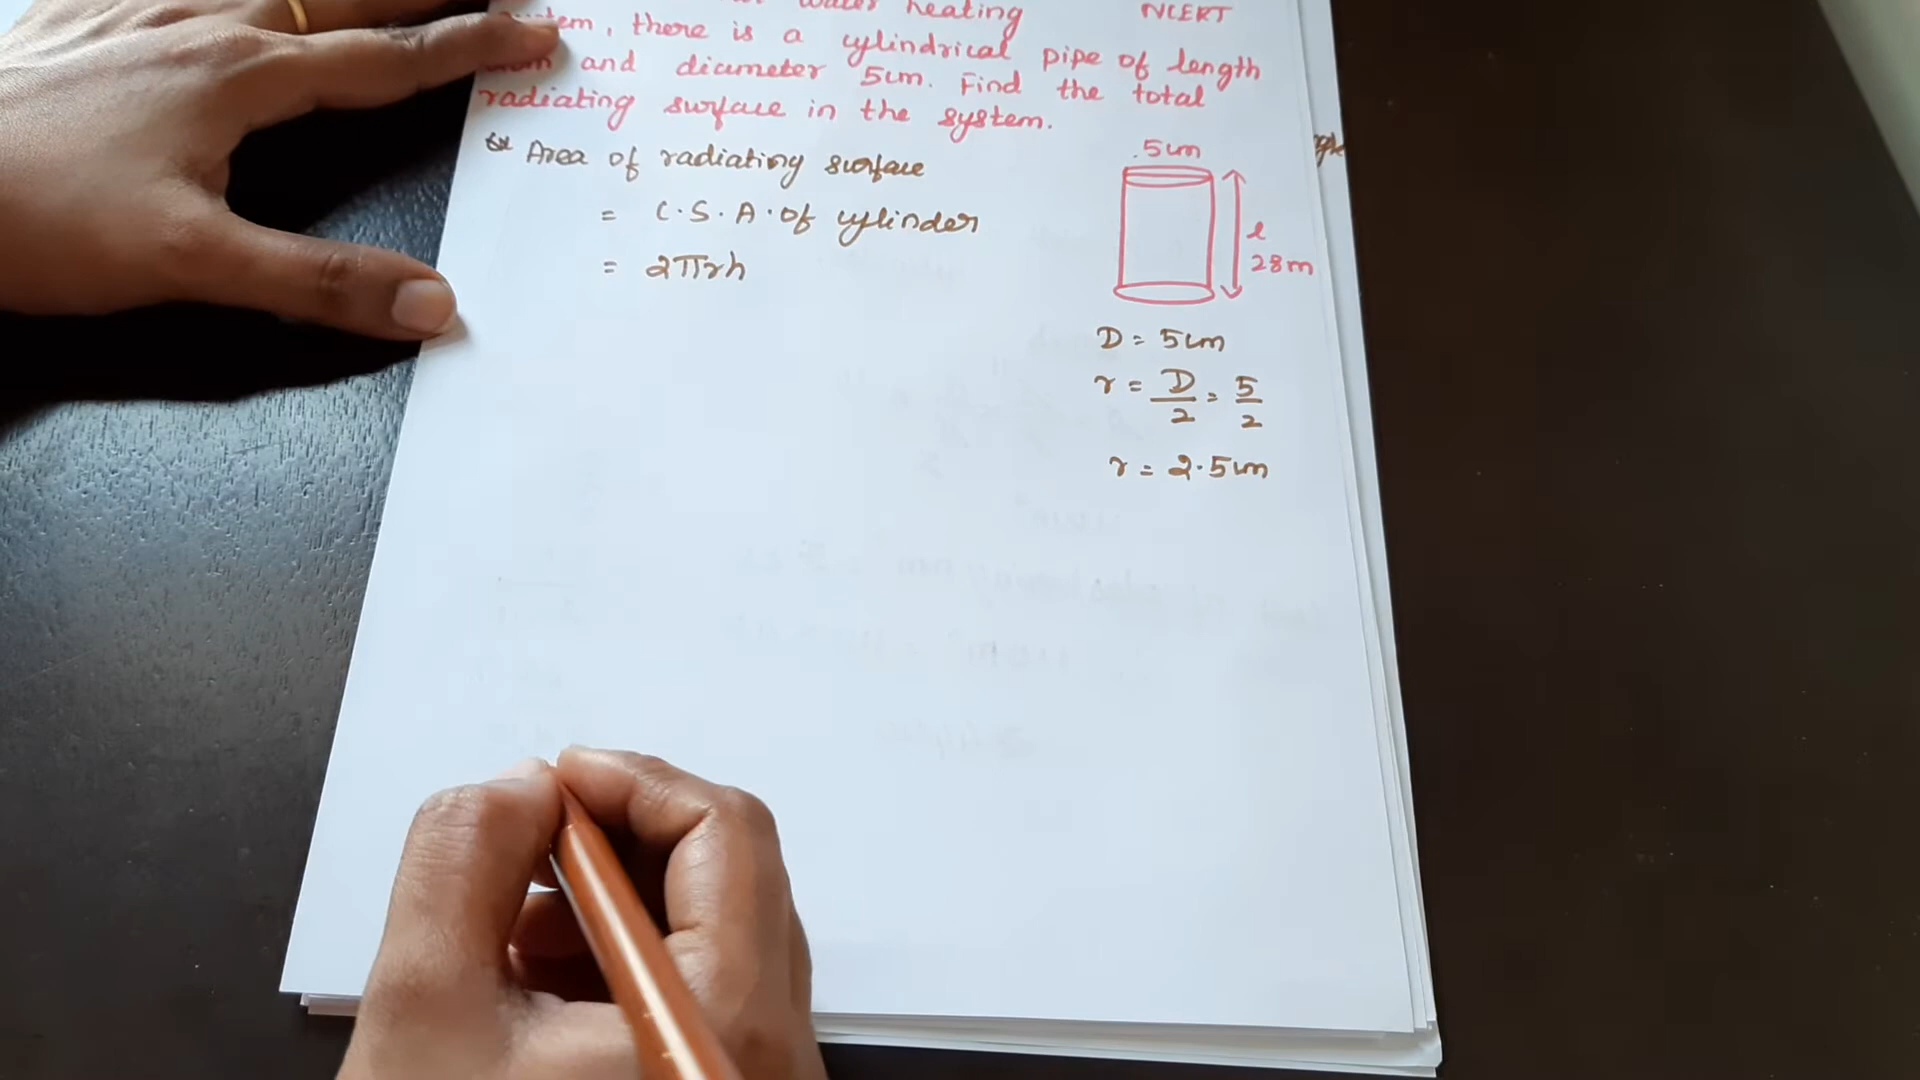 water heating NCERT
there is a cylindrical pipe of length
and diameter 5cm. Find the total
radiating surface in the system.
Area of radiating surface
= C.S.A. of cylinder
= 2πrh
5cm
l
28m
D = 5cm
r = D/2 = 5/2
r = 2.5cm